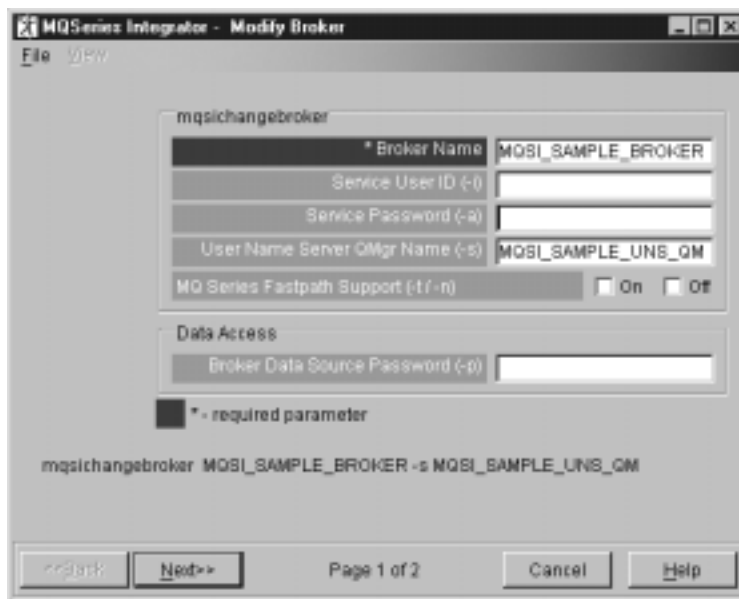 MQSeries Integrator - Modify Broker
File View
mqsichangebroker
* Broker Name MQSI_SAMPLE_BROKER
Service User ID (-i)
Service Password (-a)
User Name Server QMgr Name (-s) MQSI_SAMPLE_UNS_QM
MQ Series Fastpath Support (-t / -n) On Off
Data Access
Broker Data Source Password (-p)
* - required parameter
mqsichangebroker MQSI_SAMPLE_BROKER -s MQSI_SAMPLE_UNS_QM
<<Back Next>> Page 1 of 2 Cancel Help